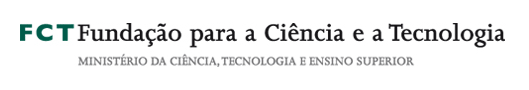 FCT Fundação para a Ciência e a Tecnologia
MINISTÉRIO DA CIÊNCIA, TECNOLOGIA E ENSINO SUPERIOR